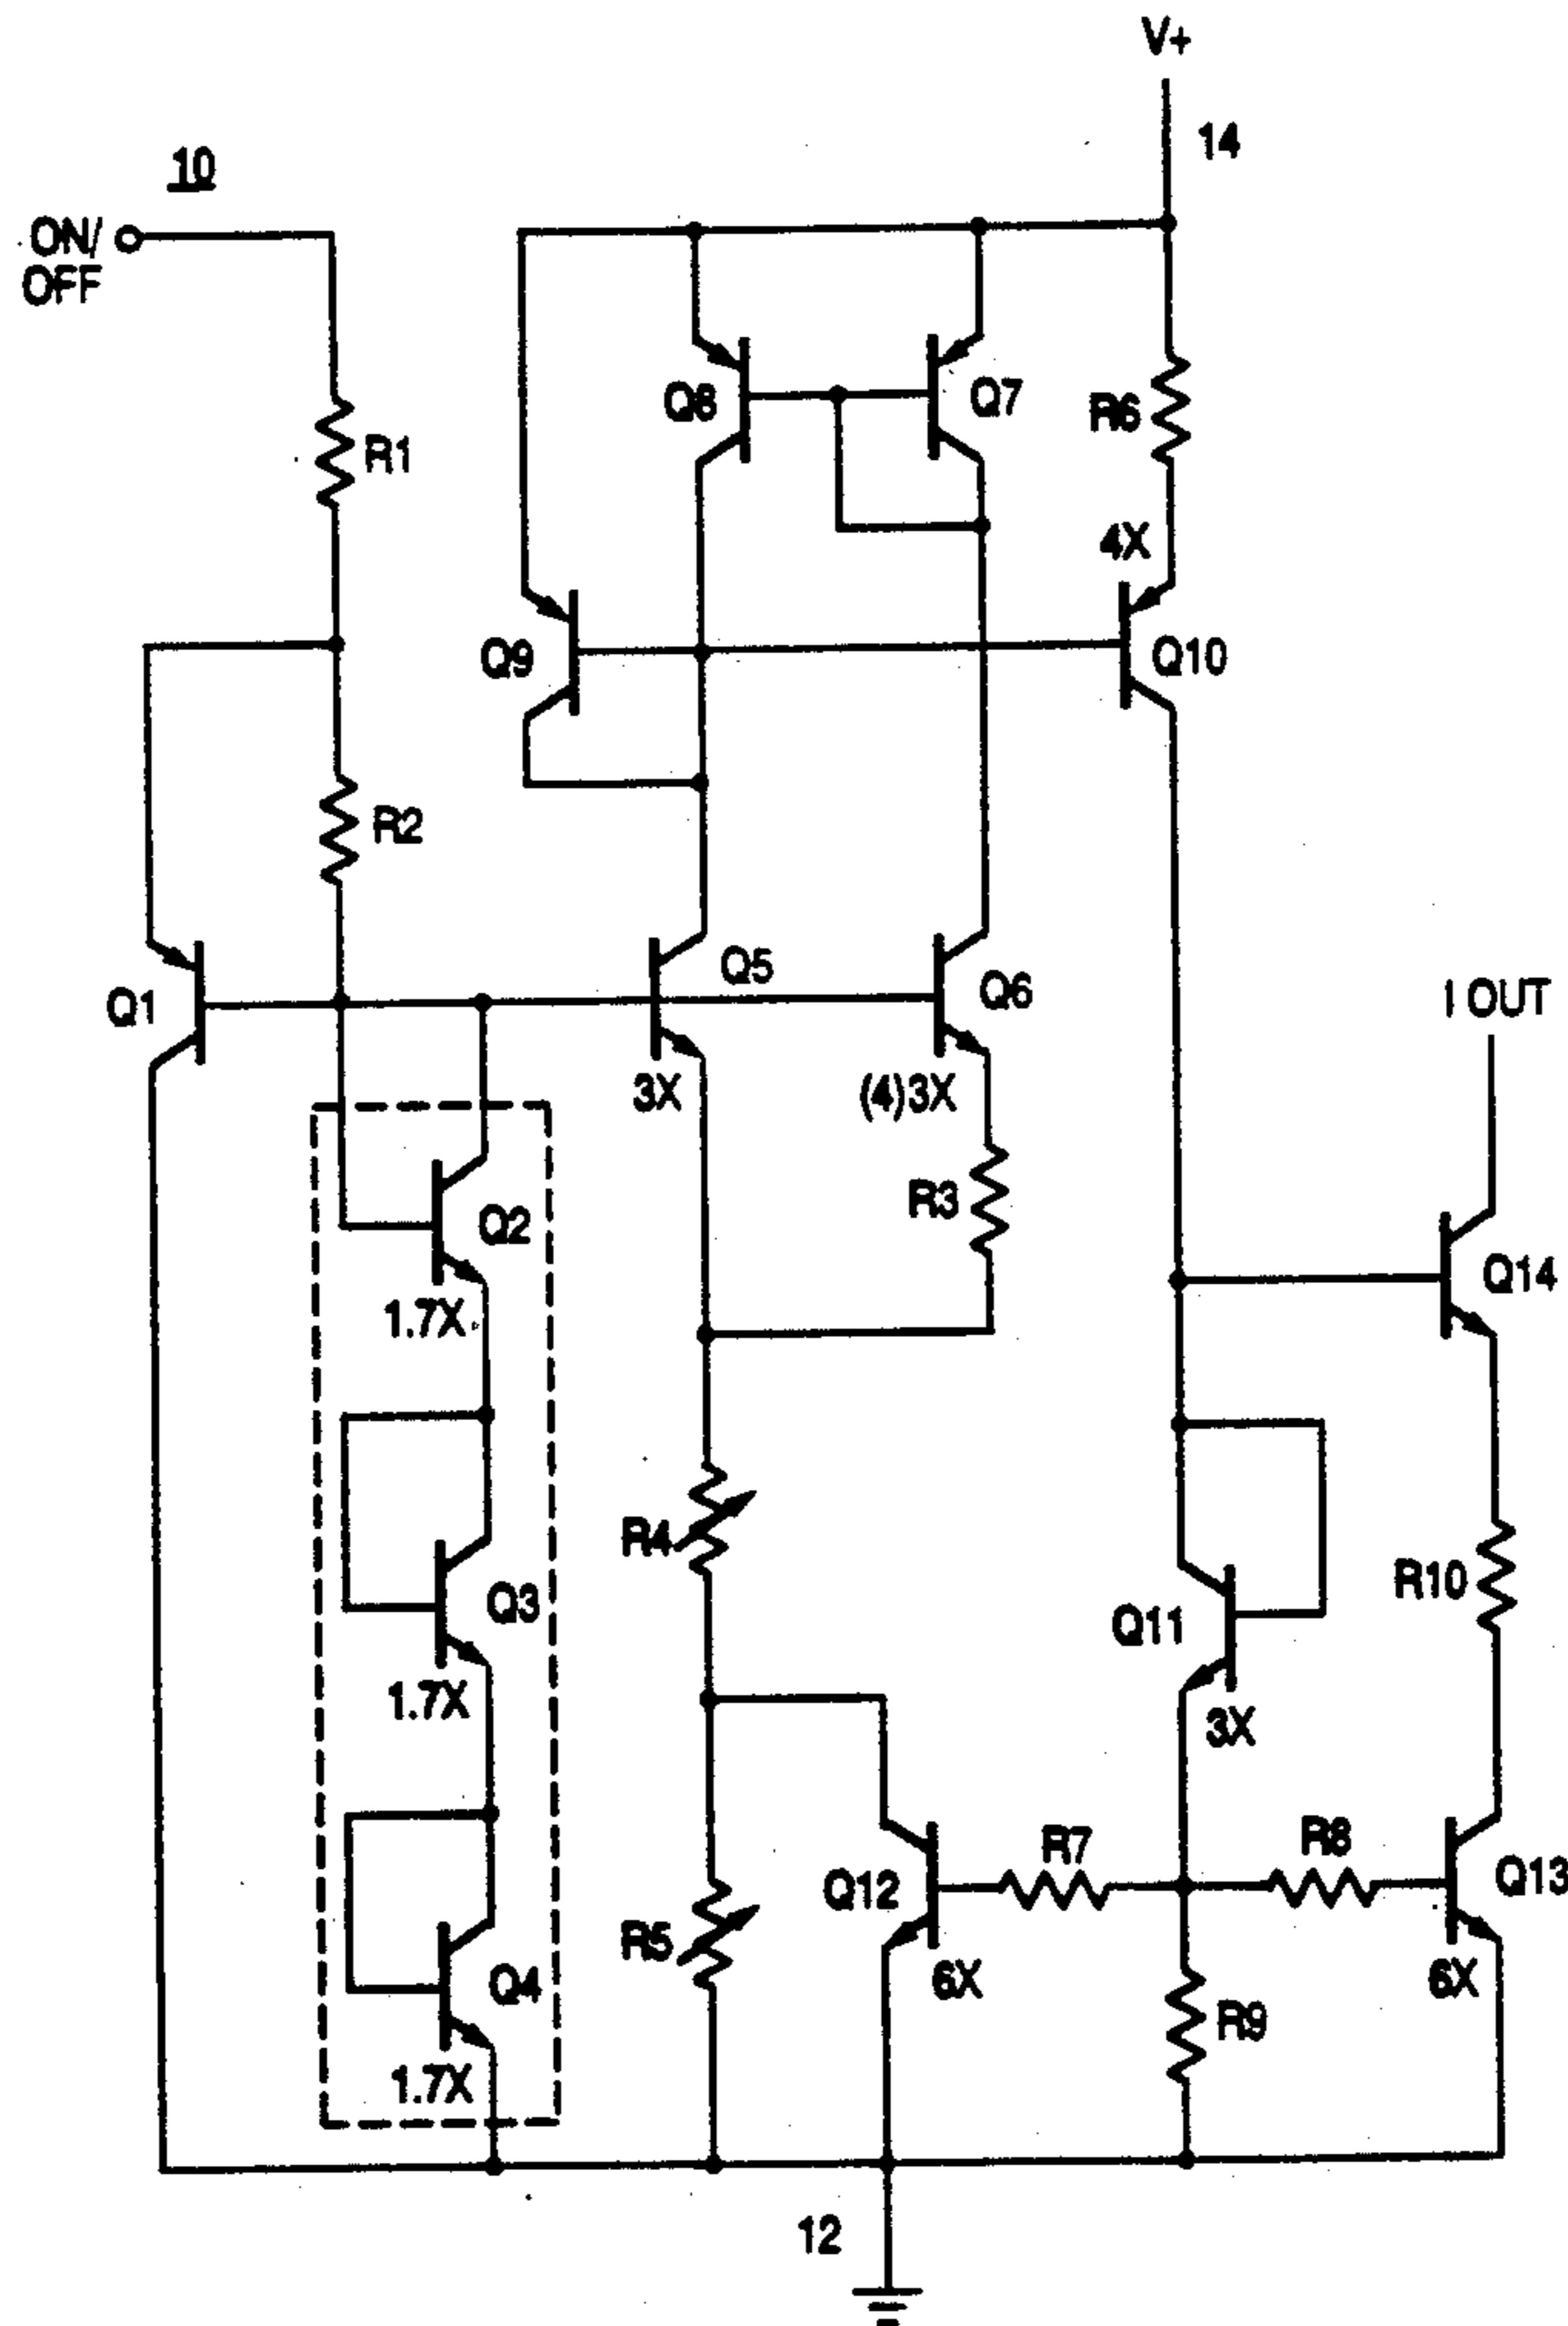 V+
14
10
ON/
OFF
R1
Q8
Q7
R6
4X
Q9
Q10
R2
Q1
Q5
Q6
I OUT
3X
(4)3X
Q2
R3
Q14
1.7X
R4
Q3
Q11
R10
1.7X
3X
Q12
R7
R8
Q13
R5
Q4
6X
R9
6X
1.7X
12